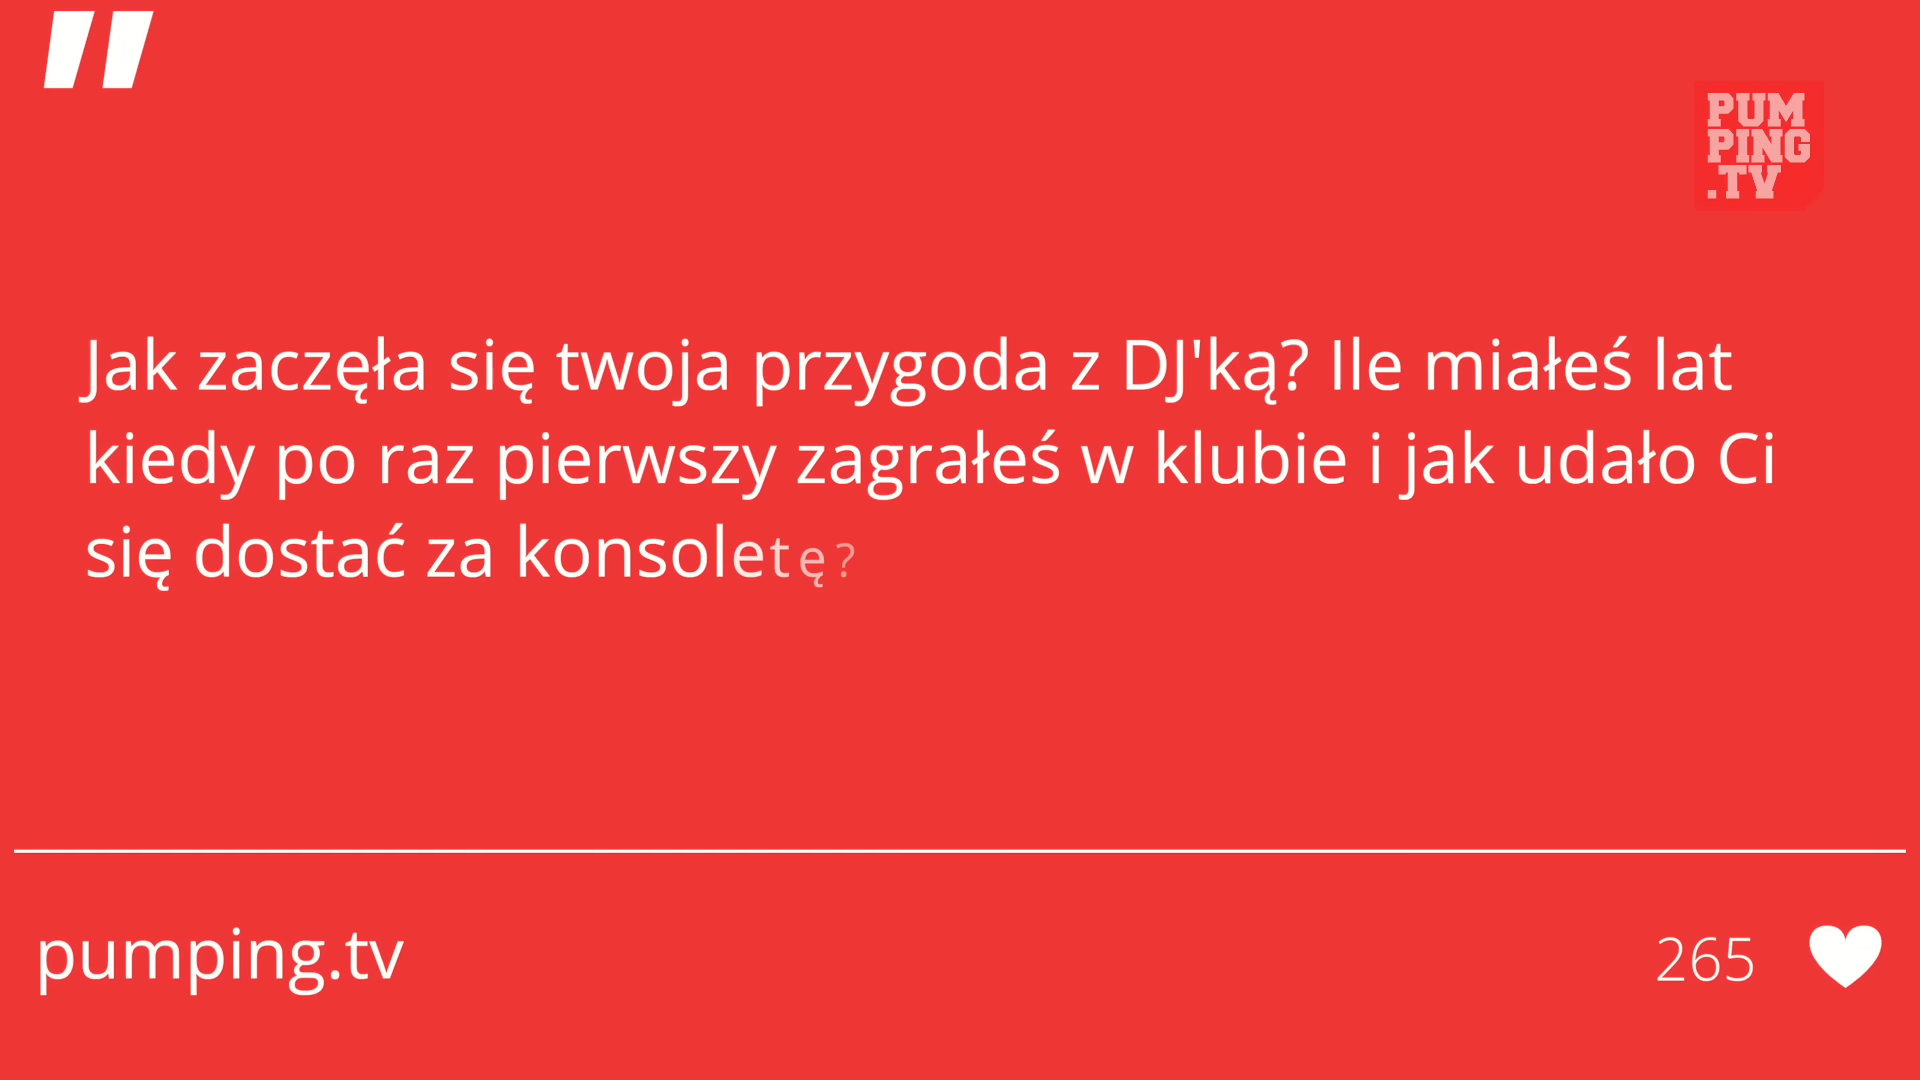 "
PUM
PING
.TV
Jak zaczęła się twoja przygoda z DJ'ką? Ile miałeś lat
kiedy po raz pierwszy zagrałeś w klubie i jak udało Ci
się dostać za konsoletę?
pumping.tv
265